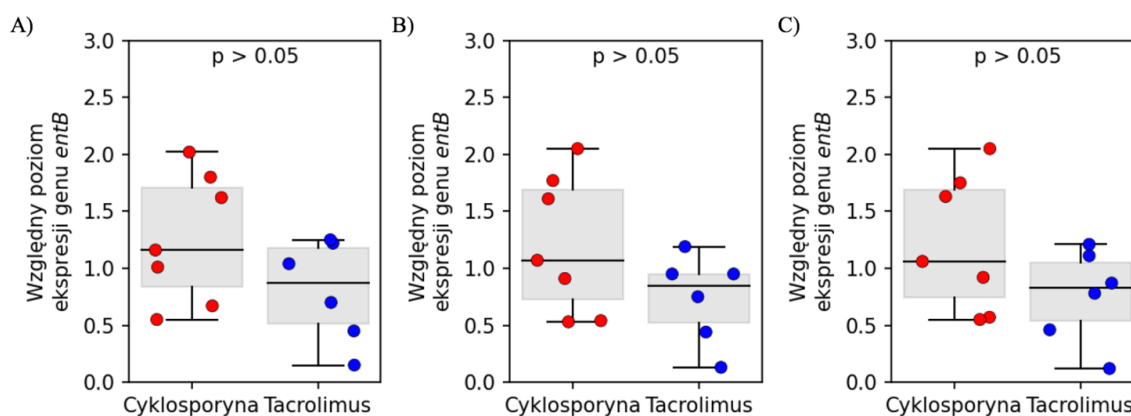 A)
Względny poziom
ekspresji genu entB
3.0
2.5
2.0
1.5
1.0
0.5
0.0
p > 0.05
Cyklosporyna Tacrolimus
B)
Względny poziom
ekspresji genu entB
3.0
2.5
2.0
1.5
1.0
0.5
0.0
p > 0.05
Cyklosporyna Tacrolimus
C)
Względny poziom
ekspresji genu entB
3.0
2.5
2.0
1.5
1.0
0.5
0.0
p > 0.05
Cyklosporyna Tacrolimus